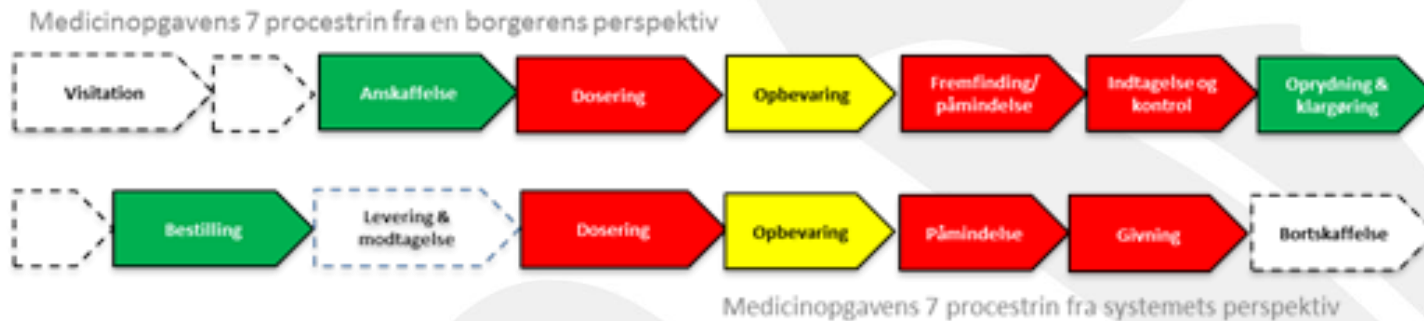 Medicinopgavens 7 procestrin fra en borgerens perspektiv
Visitation
Anskaffelse
Dosering
Opbevaring
Fremfinding/
påmindelse
Indtagelse og
kontrol
Oprydning &
klargøring
Bestilling
Levering &
modtagelse
Dosering
Opbevaring
Påmindelse
Givning
Bortskaffelse
Medicinopgavens 7 procestrin fra systemets perspektiv